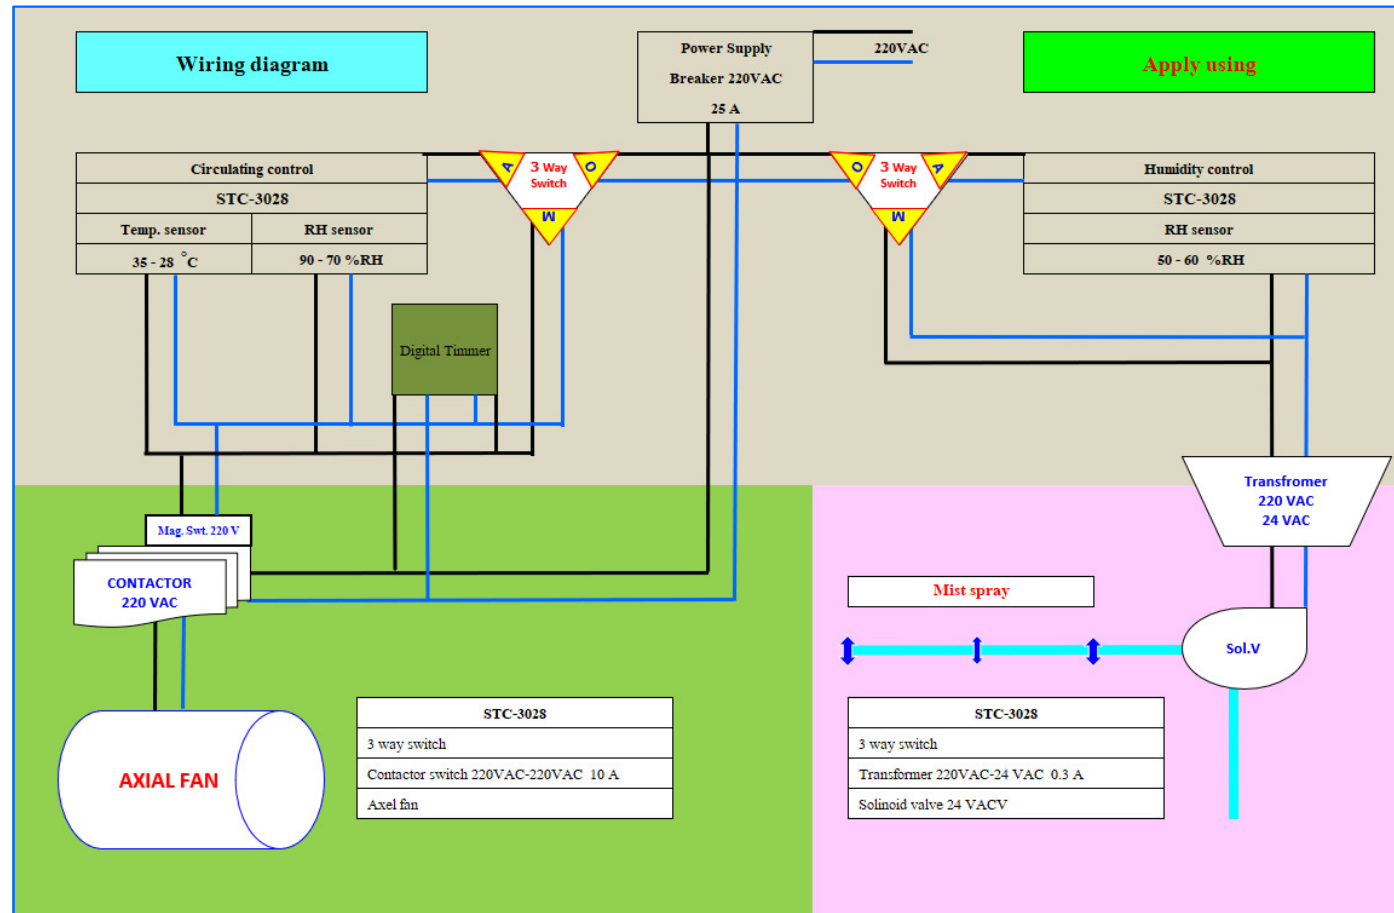 Wiring diagram
Power Supply
Breaker 220VAC
25 A
220VAC
Apply using
Circulating control
STC-3028
Temp. sensor
RH sensor
35 - 28 °C
90 - 70 %RH
A
3 Way
Switch
O
M
O
3 Way
Switch
A
M
Humidity control
STC-3028
RH sensor
50 - 60 %RH
Digital Timmer
Mag. Swt. 220 V
CONTACTOR
220 VAC
Transfromer
220 VAC
24 VAC
Mist spray
Sol.V
AXIAL FAN
STC-3028
3 way switch
Contactor switch 220VAC-220VAC 10 A
Axel fan
STC-3028
3 way switch
Transformer 220VAC-24 VAC 0.3 A
Solinoid valve 24 VACV